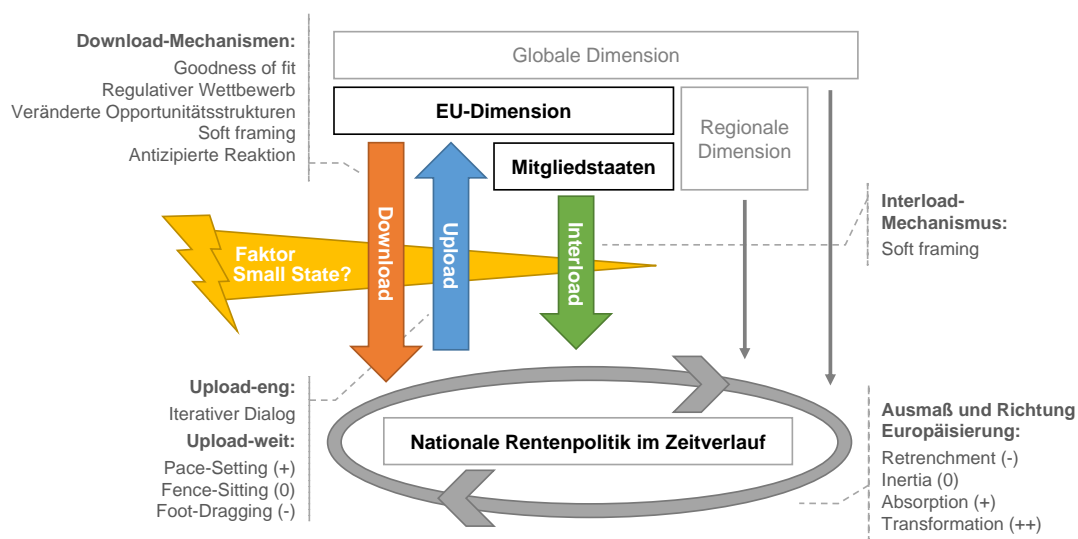 Download-Mechanismen:
Goodness of fit
Regulativer Wettbewerb
Veränderte Opportunitätsstrukturen
Soft framing
Antizipierte Reaktion
Globale Dimension
EU-Dimension
Regionale
Dimension
Mitgliedstaaten
Download
Upload
Interload
Faktor
Small State?
Interload-
Mechanismus:
Soft framing
Upload-eng:
Iterativer Dialog
Upload-weit:
Pace-Setting (+)
Fence-Sitting (0)
Foot-Dragging (-)
Nationale Rentenpolitik im Zeitverlauf
Ausmaß und Richtung
Europäisierung:
Retrenchment (-)
Inertia (0)
Absorption (+)
Transformation (++)